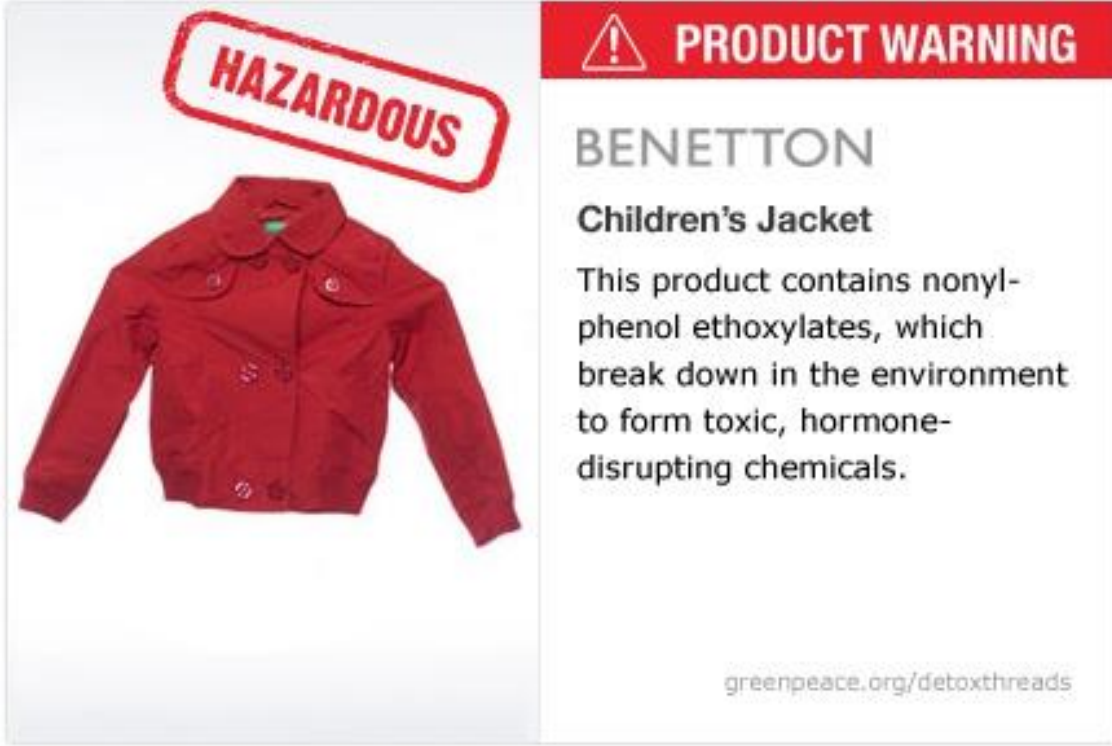 HAZARDOUS
PRODUCT WARNING
BENETTON
Children's Jacket
This product contains nonyl-
phenol ethoxylates, which
break down in the environment
to form toxic, hormone-
disrupting chemicals.
greenpeace.org/detoxthreads